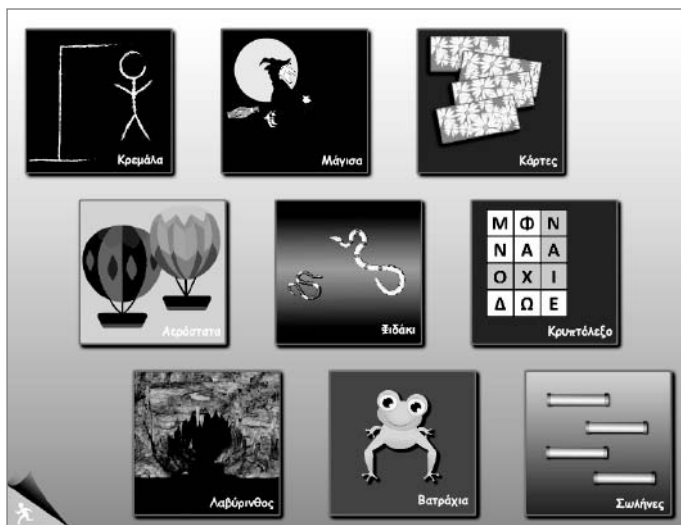 Κρεμάλα
Μάγισα
Κάρτες
Αερόστατα
Φιδάκι
Μ Φ Ν
Ν Α Α
Ο Χ Ι
Δ Ω Ε
Κρυπτόλεξο
Λαβύρινθος
Βατράχια
Σωλήνες